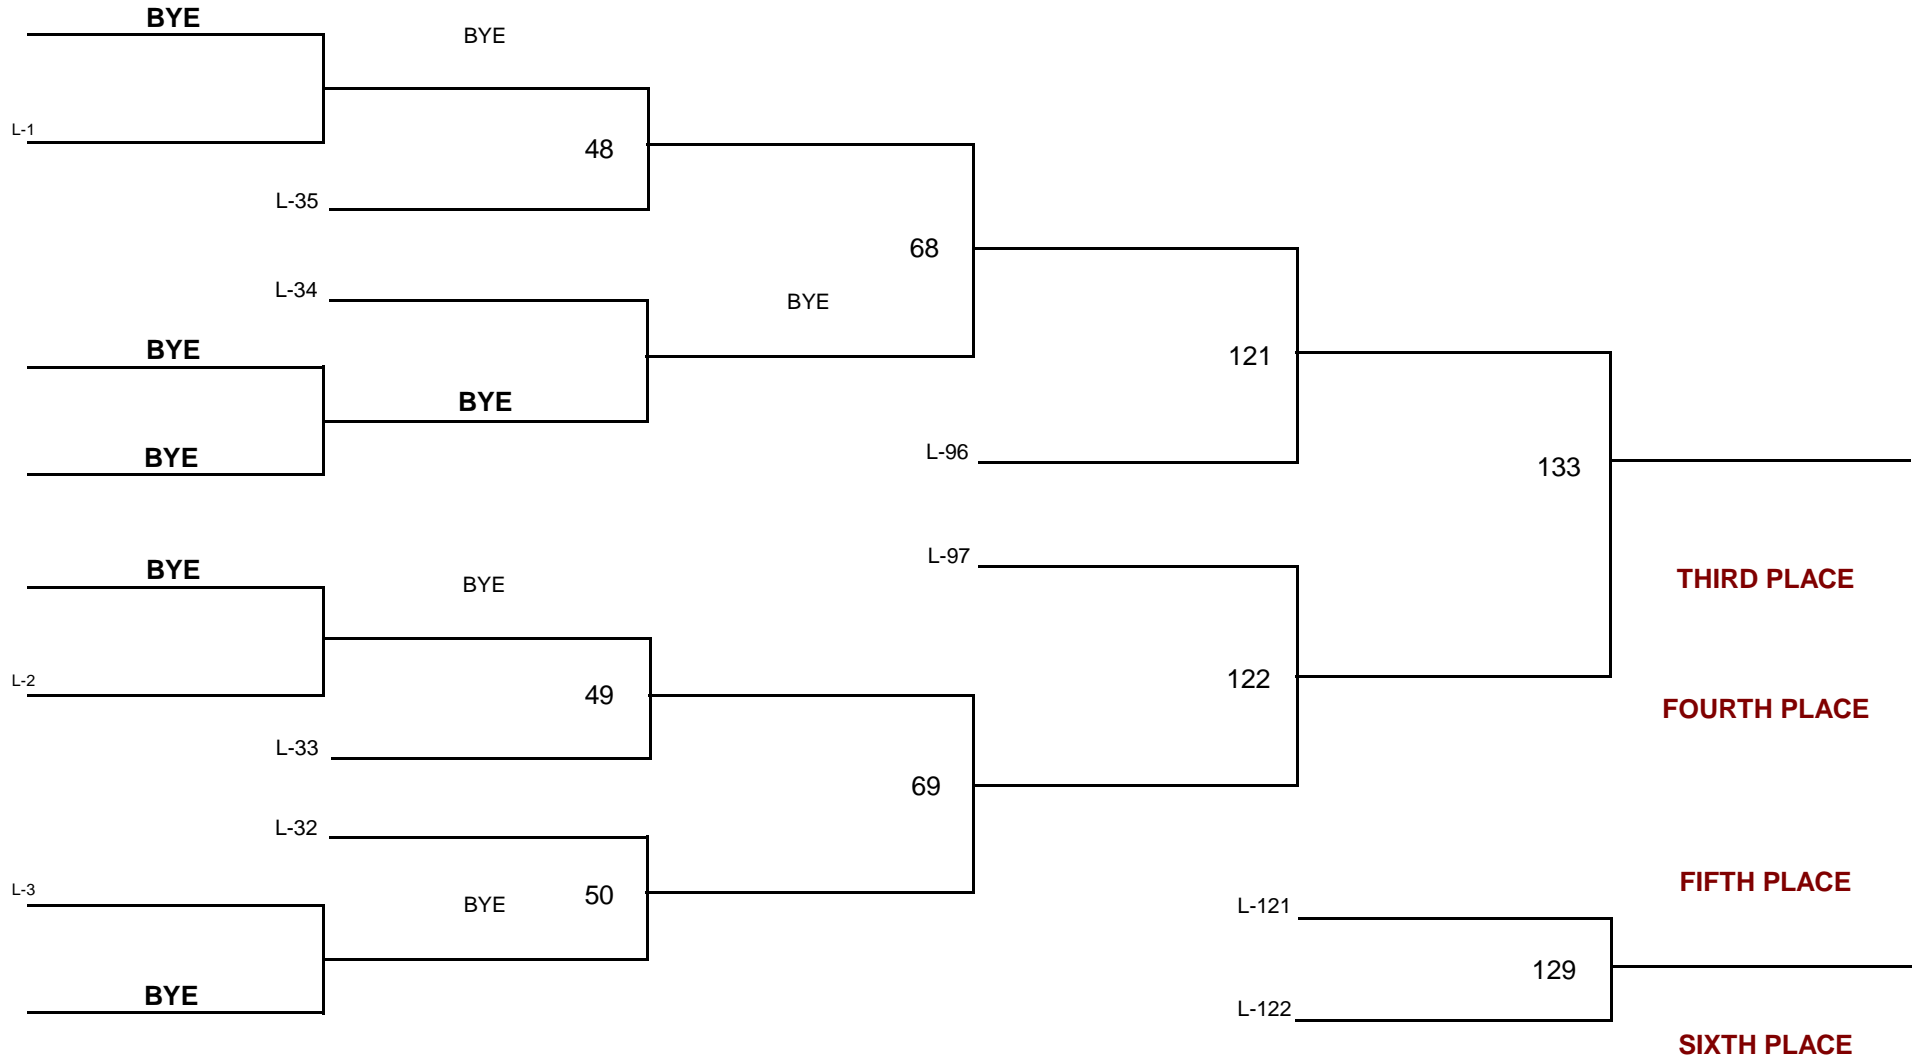 BYE
BYE
L-1
48
L-35
68
L-34
BYE
BYE
121
BYE
L-96
BYE
133
L-97
BYE
BYE
THIRD PLACE
L-2
122
49
FOURTH PLACE
L-33
69
L-32
FIFTH PLACE
L-3
50
BYE
L-121
129
BYE
L-122
SIXTH PLACE